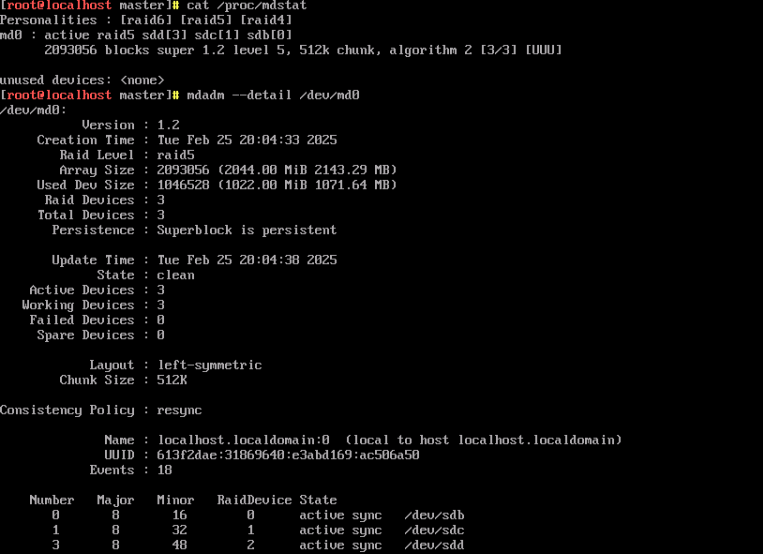 [root@localhost master]# cat /proc/mdstat
Personalities : [raid6] [raid5] [raid4]
md0 : active raid5 sdd[3] sdc[1] sdb[0]
      2093056 blocks super 1.2 level 5, 512k chunk, algorithm 2 [3/3] [UUU]

unused devices: <none>
[root@localhost master]# mdadm --detail /dev/md0
/dev/md0:
           Version : 1.2
     Creation Time : Tue Feb 25 20:04:33 2025
        Raid Level : raid5
        Array Size : 2093056 (2044.00 MiB 2143.29 MB)
     Used Dev Size : 1046528 (1022.00 MiB 1071.64 MB)
      Raid Devices : 3
     Total Devices : 3
       Persistence : Superblock is persistent

       Update Time : Tue Feb 25 20:04:38 2025
             State : clean
    Active Devices : 3
   Working Devices : 3
    Failed Devices : 0
     Spare Devices : 0

            Layout : left-symmetric
        Chunk Size : 512K

Consistency Policy : resync

              Name : localhost.localdomain:0  (local to host localhost.localdomain)
              UUID : 613f2dae:31869640:e3abd169:ac506a50
            Events : 18

    Number   Major   Minor   RaidDevice State
       0       8       16        0      active sync   /dev/sdb
       1       8       32        1      active sync   /dev/sdc
       3       8       48        2      active sync   /dev/sdd